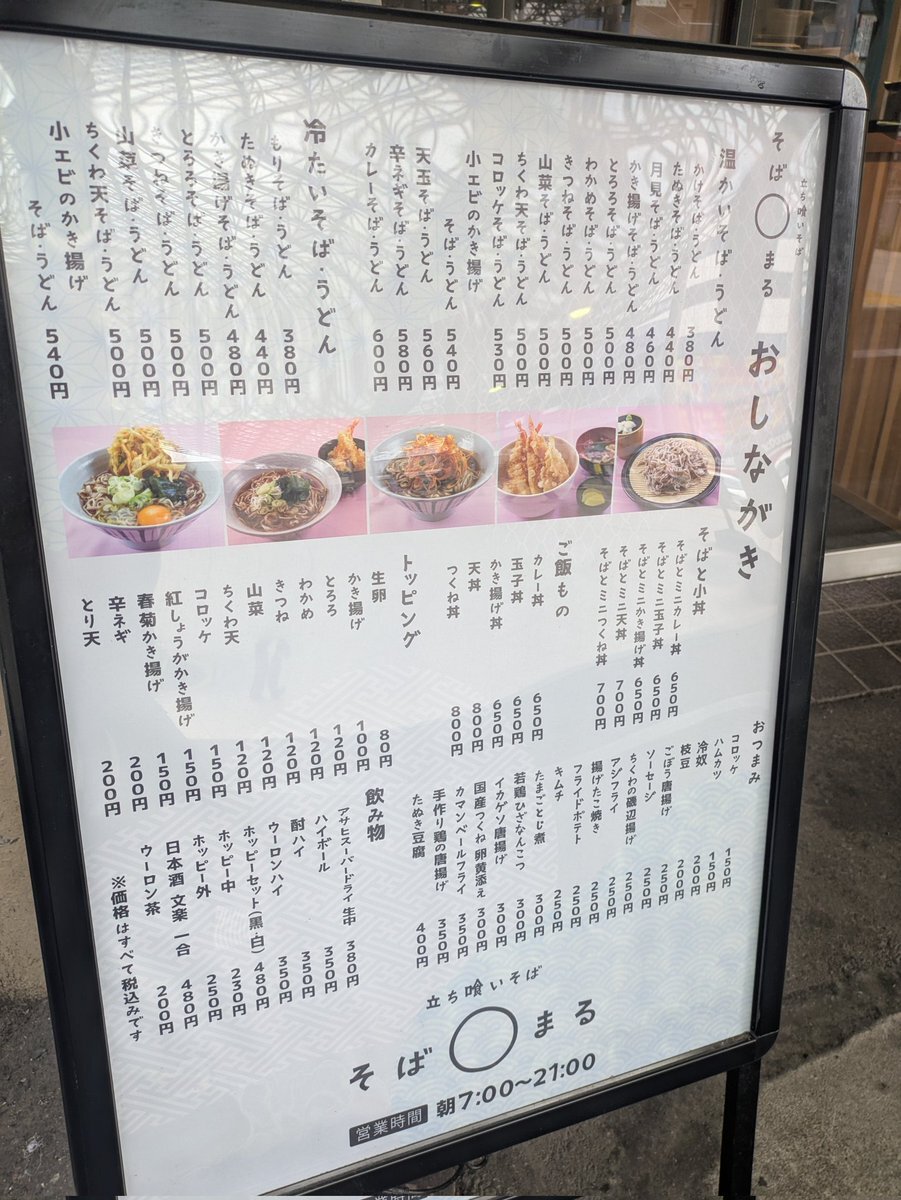 立ち喰いそば
そば〇まる おしながき
温かいそば・うどん
かけそば・うどん 380円
たぬきそば・うどん 440円
月見そば・うどん 460円
かき揚げそば・うどん 480円
とろろそば・うどん 500円
わかめそば・うどん 500円
きつねそば・うどん 500円
山菜そば・うどん 500円
ちくわ天そば・うどん 500円
コロッケそば・うどん 530円
小エビのかき揚げ
そば・うどん 540円
天玉そば・うどん 560円
辛ネギそば・うどん 580円
カレーそば・うどん 600円
冷たいそば・うどん
もりそば・うどん 380円
たぬきそば・うどん 440円
かき揚げそば・うどん 480円
とろろそば・うどん 500円
きつねそば・うどん 500円
山菜そば・うどん 500円
ちくわ天そば・うどん 500円
小エビのかき揚げ
そば・うどん 540円
そばと小丼
そばとミニカレー丼 650円
そばとミニ玉子丼 650円
そばとミニかき揚げ丼 650円
そばとミニ天丼 700円
そばとミニつくね丼 700円
ご飯もの
カレー丼 650円
玉子丼 650円
かき揚げ丼 650円
天丼 800円
つくね丼 800円
トッピング
生卵 80円
かき揚げ 100円
とろろ 120円
わかめ 120円
きつね 120円
山菜 120円
ちくわ天 120円
コロッケ 150円
紅しょうがかき揚げ 150円
春菊かき揚げ 150円
辛ネギ 200円
とり天 200円
おつまみ
コロッケ 150円
ハムカツ 150円
冷奴 200円
枝豆 200円
ごぼう唐揚げ 250円
ソーセージ 250円
ちくわの磯辺揚げ 250円
アジフライ 250円
揚げたこ焼き 250円
フライドポテト 250円
キムチ 250円
たまごとじ煮 300円
若鶏ひざなんこつ 300円
イカゲソ唐揚げ 300円
国産つくね 卵黄添え 300円
カマンベールフライ 350円
手作り鶏の唐揚げ 350円
たぬき豆腐 400円
飲み物
アサヒスーパードライ 生中 380円
ハイボール 350円
酎ハイ 350円
ウーロンハイ 350円
ホッピーセット(黒・白) 480円
ホッピー中 230円
ホッピー外 250円
日本酒 文楽 一合 480円
ウーロン茶 200円
※価格はすべて税込みです
立ち喰いそば
そば〇まる
営業時間 朝7:00〜21:00